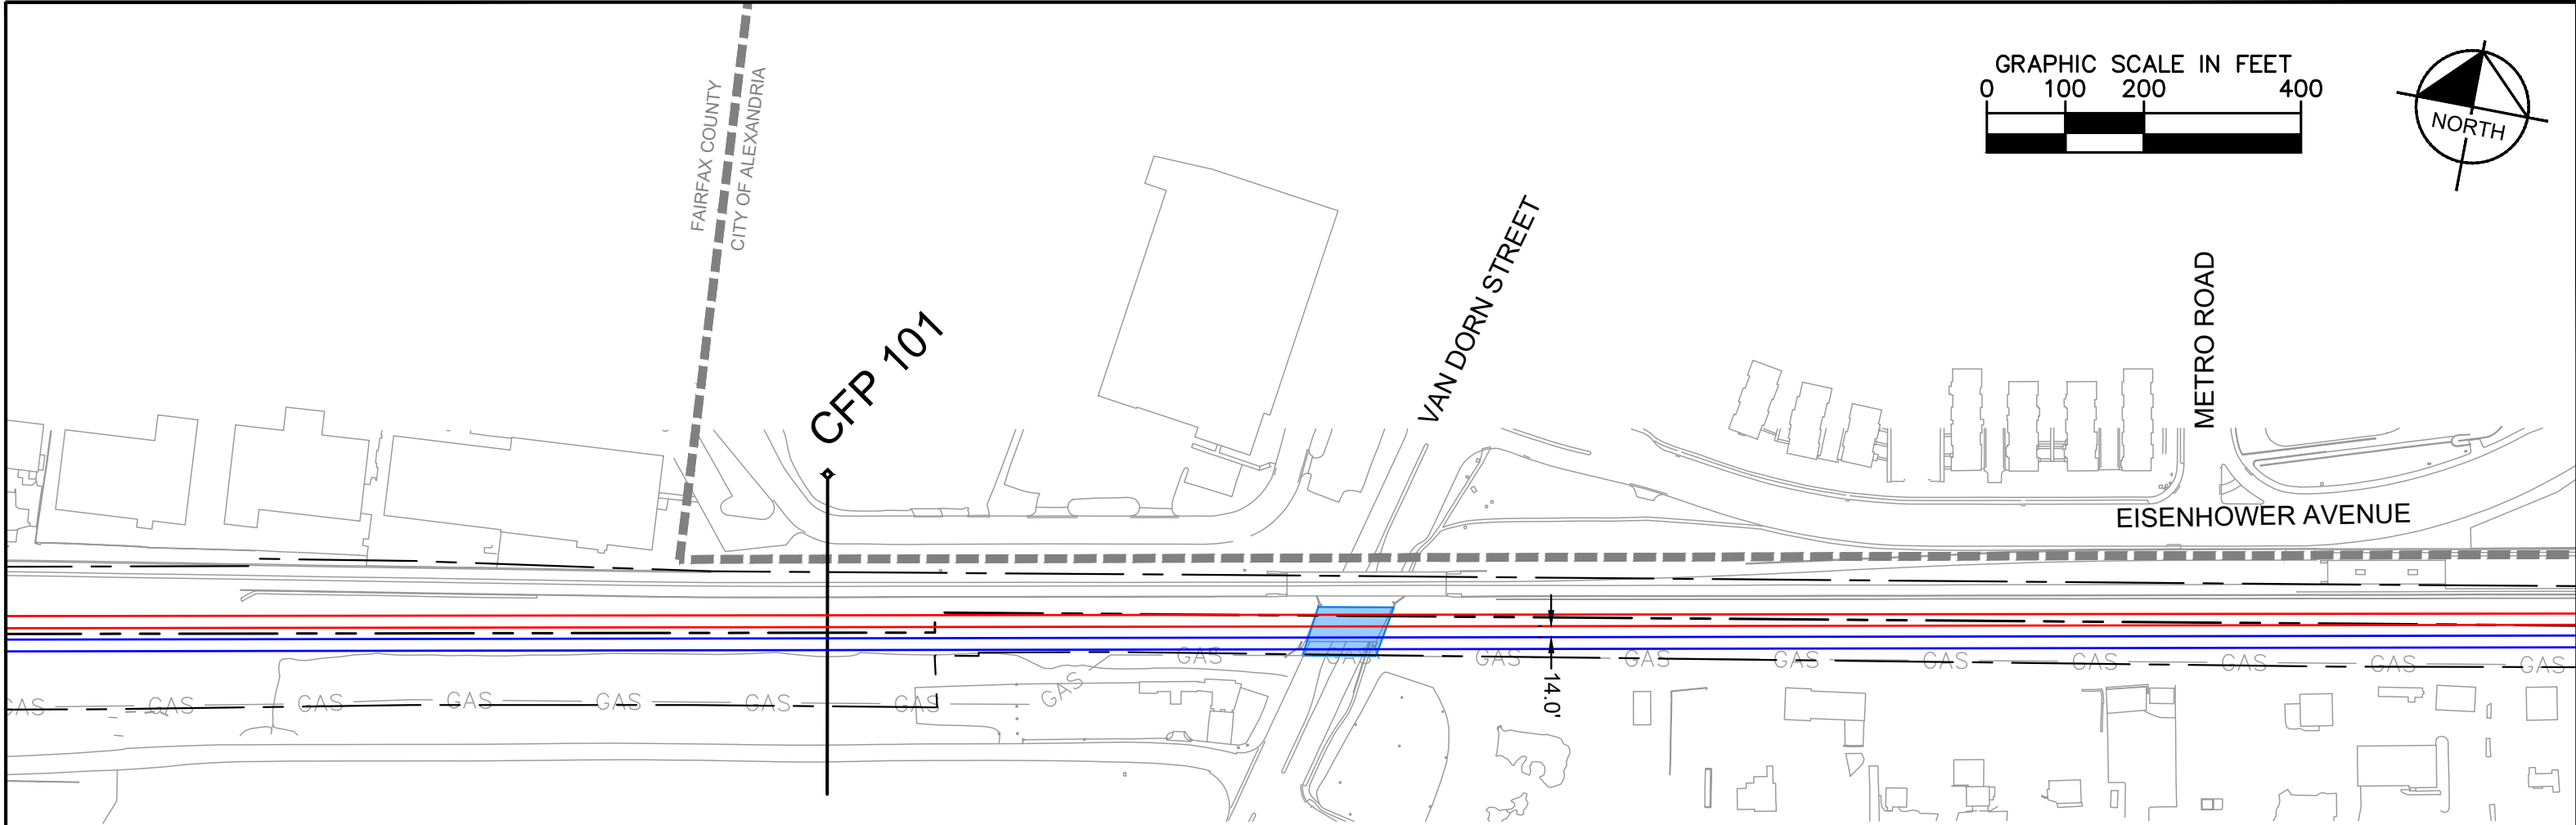 GRAPHIC SCALE IN FEET
0 100 200 400
NORTH
FAIRFAX COUNTY
CITY OF ALEXANDRIA
CFP 101
VAN DORN STREET
METRO ROAD
EISENHOWER AVENUE
GAS GAS GAS GAS GAS GAS GAS GAS
GAS GAS GAS GAS GAS GAS GAS GAS GAS
14.0'